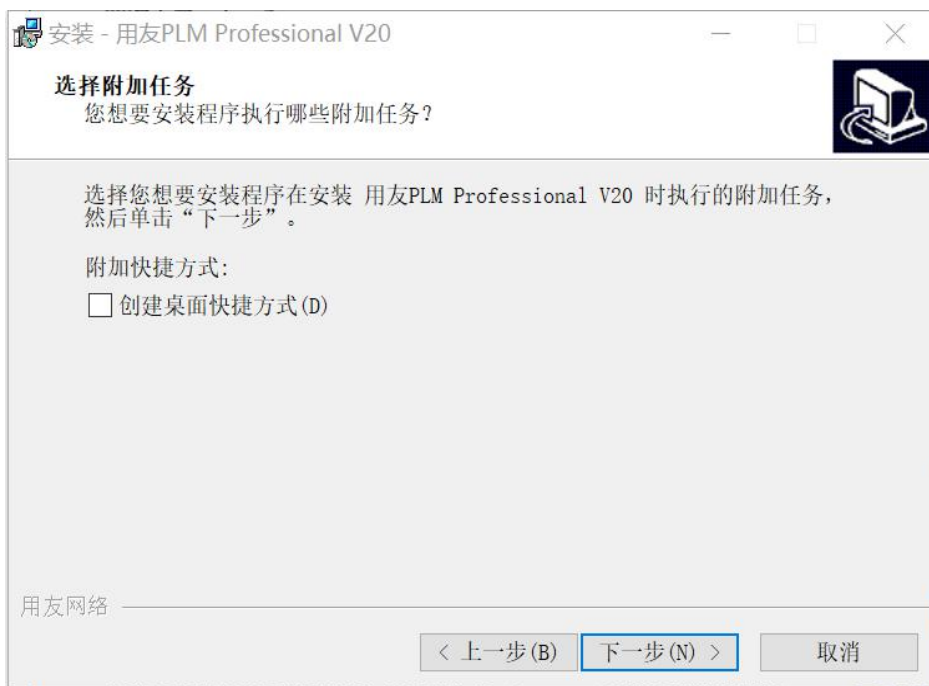 安装 - 用友PLM Professional V20
选择附加任务
您想要安装程序执行哪些附加任务?
选择您想要安装程序在安装 用友PLM Professional V20 时执行的附加任务，
然后单击“下一步”。
附加快捷方式:
创建桌面快捷方式(D)
用友网络
< 上一步(B)
下一步(N) >
取消